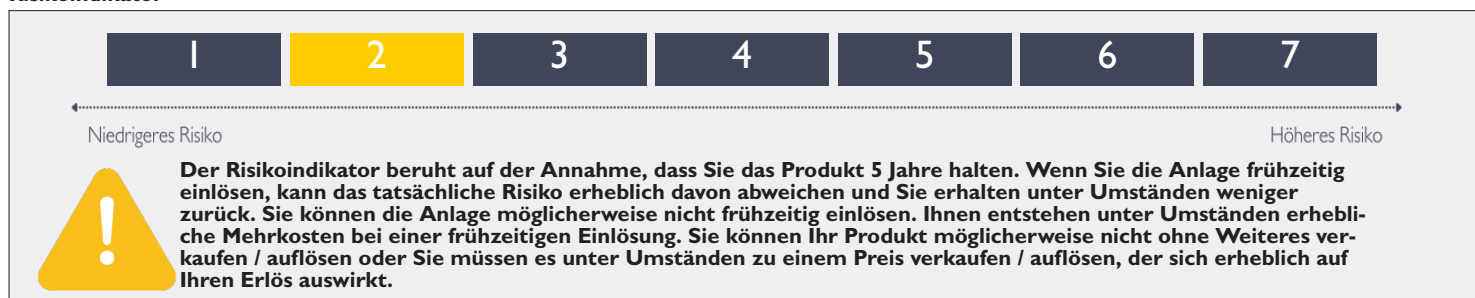 1 2 3 4 5 6 7
Niedrigeres Risiko Höheres Risiko
!
Der Risikoindikator beruht auf der Annahme, dass Sie das Produkt 5 Jahre halten. Wenn Sie die Anlage frühzeitig
einlösen, kann das tatsächliche Risiko erheblich davon abweichen und Sie erhalten unter Umständen weniger
zurück. Sie können die Anlage möglicherweise nicht frühzeitig einlösen. Ihnen entstehen unter Umständen erhebli-
che Mehrkosten bei einer frühzeitigen Einlösung. Sie können Ihr Produkt möglicherweise nicht ohne Weiteres ver-
kaufen / auflösen oder Sie müssen es unter Umständen zu einem Preis verkaufen / auflösen, der sich erheblich auf
Ihren Erlös auswirkt.